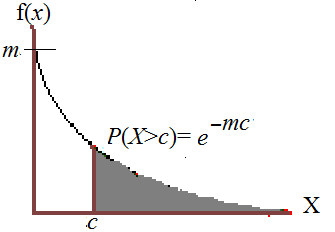 f(x)
m
P(X>c)= e^{-mc}
X
c